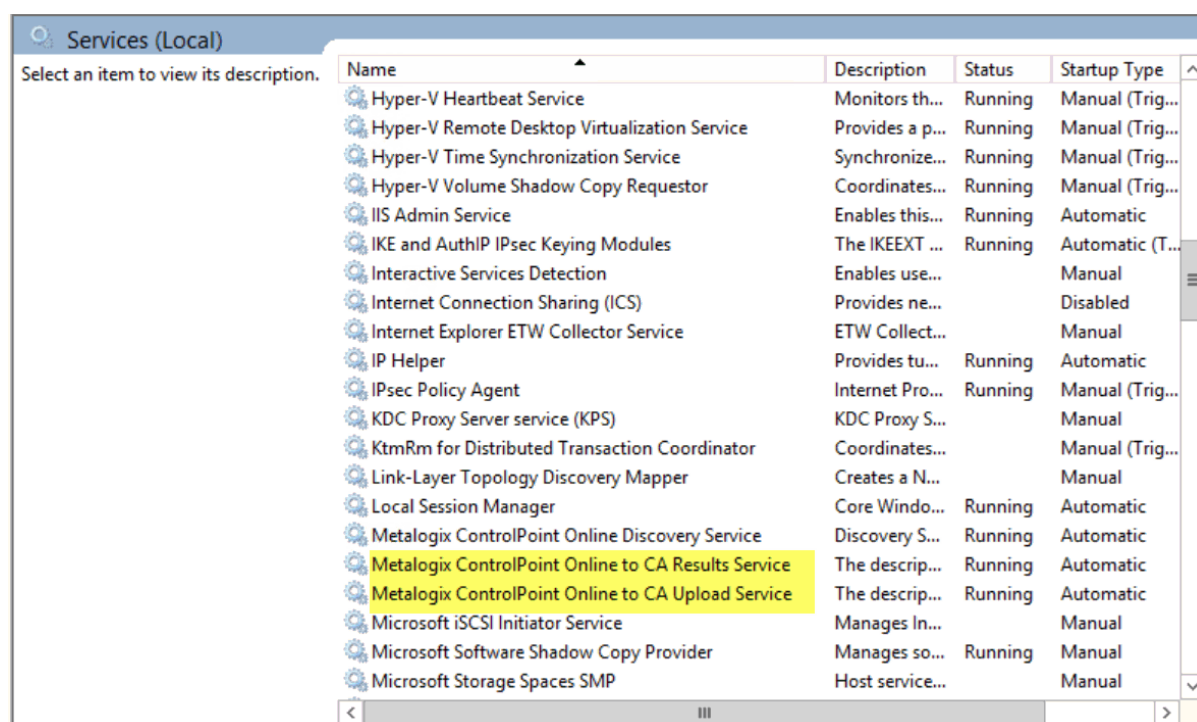 Services (Local)
Select an item to view its description.
Name Description Status Startup Type
Hyper-V Heartbeat Service Monitors th... Running Manual (Trig...
Hyper-V Remote Desktop Virtualization Service Provides a p... Running Manual (Trig...
Hyper-V Time Synchronization Service Synchronize... Running Manual (Trig...
Hyper-V Volume Shadow Copy Requestor Coordinates... Running Manual (Trig...
IIS Admin Service Enables this... Running Automatic
IKE and AuthIP IPsec Keying Modules The IKEEXT ... Running Automatic (T...
Interactive Services Detection Enables use... Manual
Internet Connection Sharing (ICS) Provides ne... Disabled
Internet Explorer ETW Collector Service ETW Collect... Manual
IP Helper Provides tu... Running Automatic
IPsec Policy Agent Internet Pro... Running Manual (Trig...
KDC Proxy Server service (KPS) KDC Proxy S... Manual
KtmRm for Distributed Transaction Coordinator Coordinates... Manual (Trig...
Link-Layer Topology Discovery Mapper Creates a N... Manual
Local Session Manager Core Windo... Running Automatic
Metalogix ControlPoint Online Discovery Service Discovery S... Running Automatic
Metalogix ControlPoint Online to CA Results Service The descrip... Running Automatic
Metalogix ControlPoint Online to CA Upload Service The descrip... Running Automatic
Microsoft iSCSI Initiator Service Manages In... Manual
Microsoft Software Shadow Copy Provider Manages so... Running Manual
Microsoft Storage Spaces SMP Host service... Manual